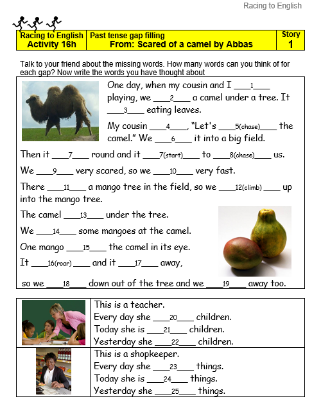 Racing to English
Racing to English
Activity 16h
Past tense gap filling
From: Scared of a camel by Abbas
Story
1
Talk to your friend about the missing words. How many words can you think of for
each gap? Now write the words you have thought about
One day, when my cousin and I ____1____
playing, we ____2____ a camel under a tree. It
____3____ eating leaves.
My cousin ____4____, "Let's ____5(chase)____ the
camel." We ____6____ it into a big field.
Then it ____7____ round and it ____7(start)____ to ____8(chase)____ us.
We ____9____ very scared, so we ____10____ very fast.
There ____11____ a mango tree in the field, so we ____12(climb) ____ up
into the mango tree.
The camel ____13____ under the tree.
We ____14____ some mangoes at the camel.
One mango ____15____ the camel in its eye.
It ____16(roar) ____ and it ____17____ away,
so we ____18____ down out of the tree and we ____19____ away too.
This is a teacher.
Every day she ____20____ children.
Today she is ____21____ children.
Yesterday she ____22____ children.
This is a shopkeeper.
Every day she ____23____ things.
Today she is ____24____ things.
Yesterday she ____25____ things.